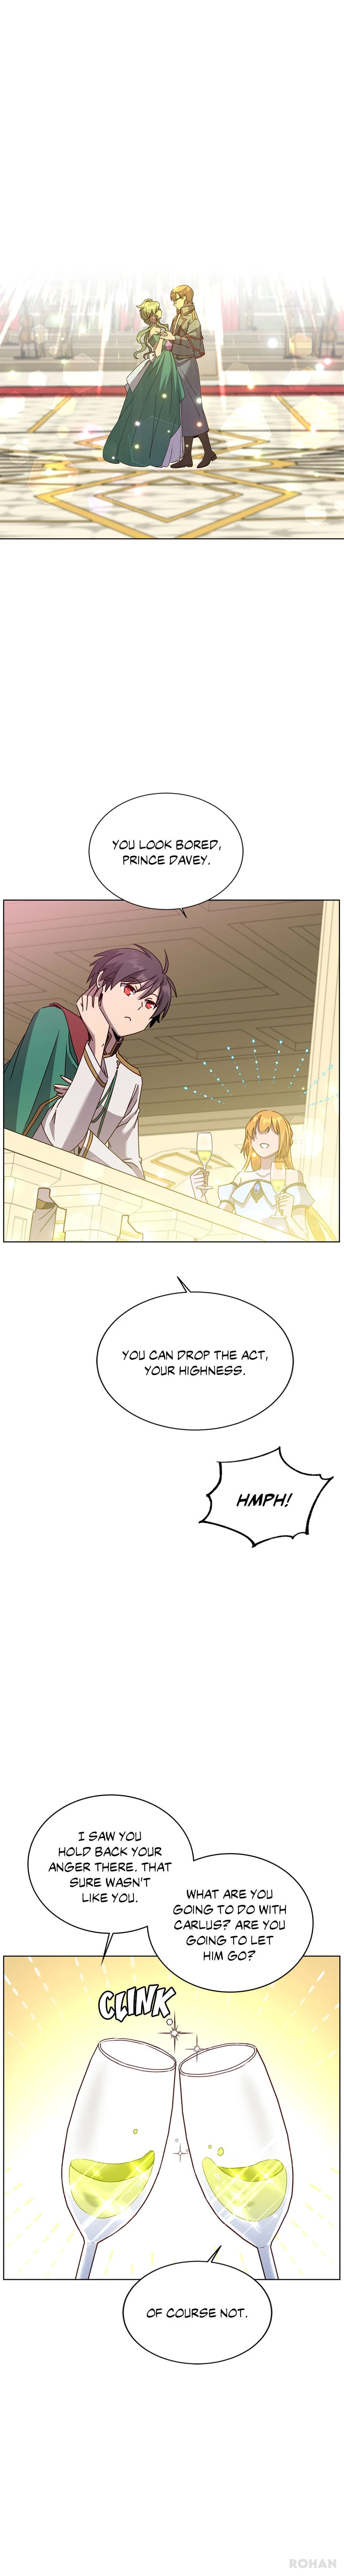 YOU LOOK BORED,
PRINCE DAVEY.
YOU CAN DROP THE ACT,
YOUR HIGHNESS.
HMPH!
I SAW YOU
HOLD BACK YOUR
ANGER THERE. THAT
SURE WASN'T
LIKE YOU.
WHAT ARE YOU
GOING TO DO WITH
CARLUS? ARE YOU
GOING TO LET
HIM GO?
CLINK
OF COURSE NOT.
ROHAN